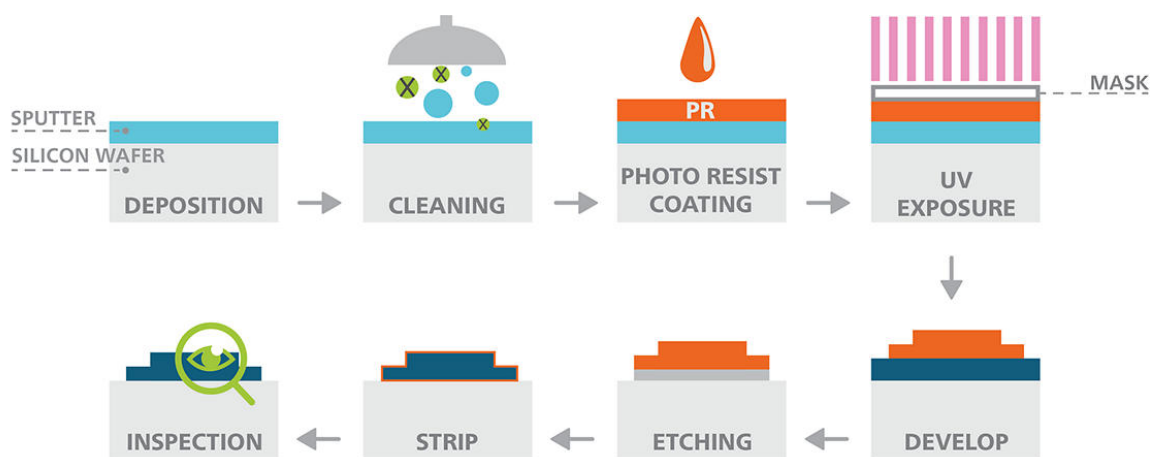 SPUTTER
SILICON WAFER
DEPOSITION
CLEANING
PR
PHOTO RESIST
COATING
MASK
UV
EXPOSURE
INSPECTION
STRIP
ETCHING
DEVELOP